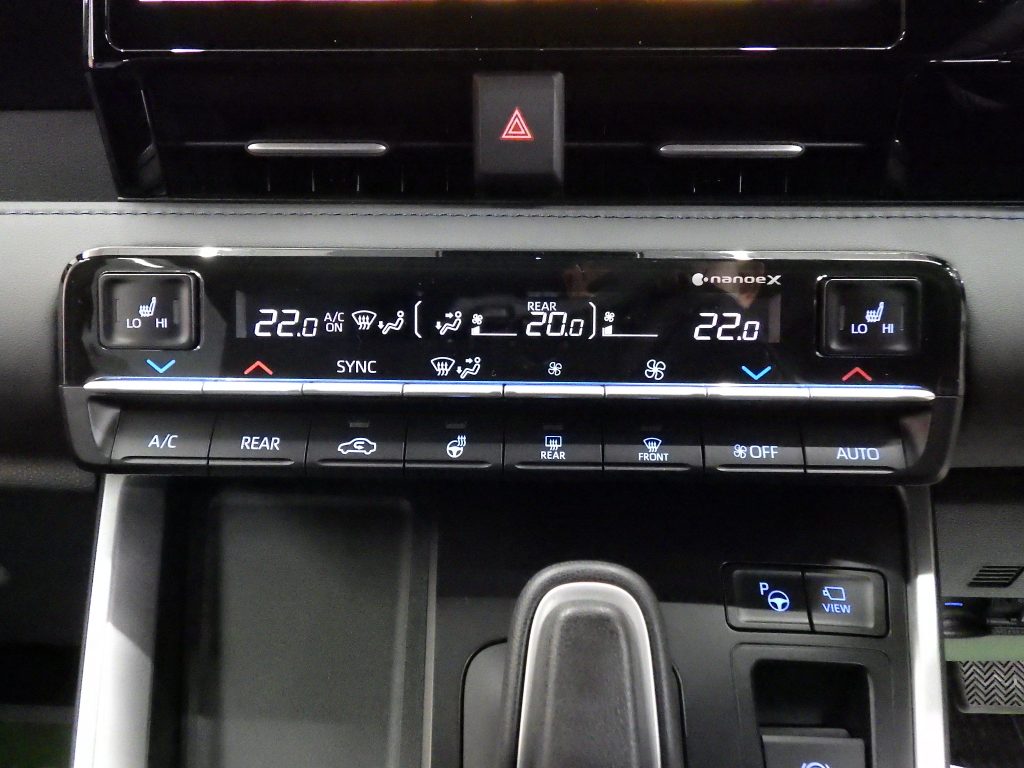 nanoeX
LO HI
22.0 A/C ON
REAR
20.0
22.0
LO HI
SYNC
A/C
REAR
REAR
FRONT
OFF
AUTO
P
VIEW